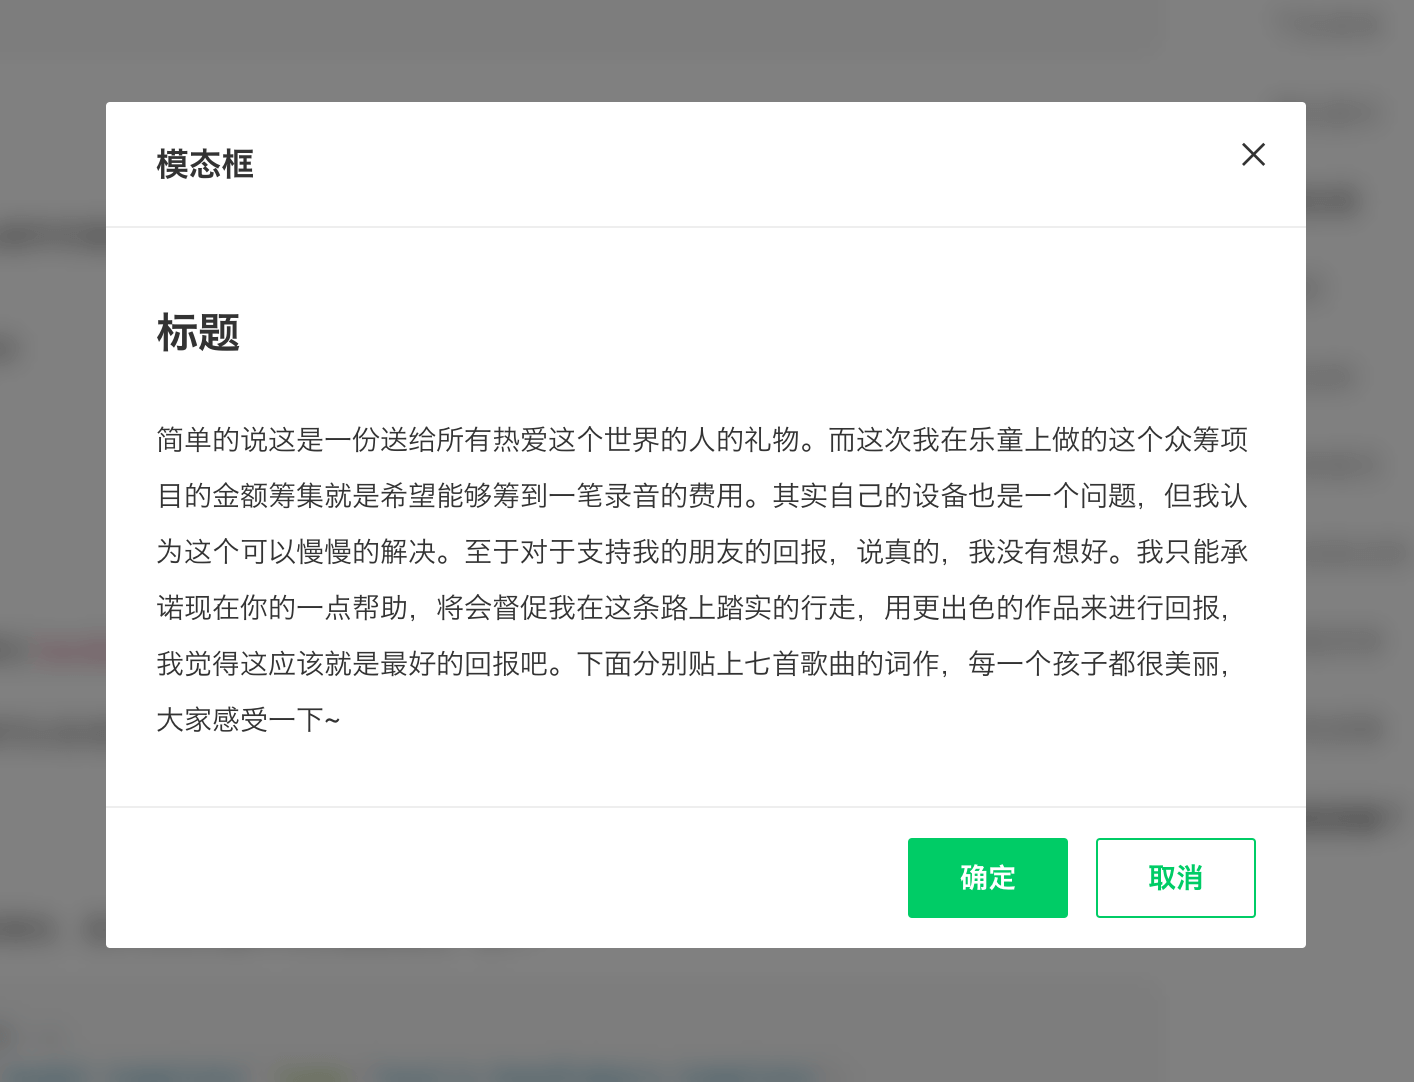 模态框
标题
简单的说这是一份送给所有热爱这个世界的人的礼物。而这次我在乐童上做的这个众筹项
目的金额筹集就是希望能够筹到一笔录音的费用。其实自己的设备也是一个问题，但我认
为这个可以慢慢的解决。至于对于支持我的朋友的回报，说真的，我没有想好。我只能承
诺现在你的一点帮助，将会督促我在这条路上踏实的行走，用更出色的作品来进行回报，
我觉得这应该就是最好的回报吧。下面分别贴上七首歌曲的词作，每一个孩子都很美丽，
大家感受一下~
确定 取消